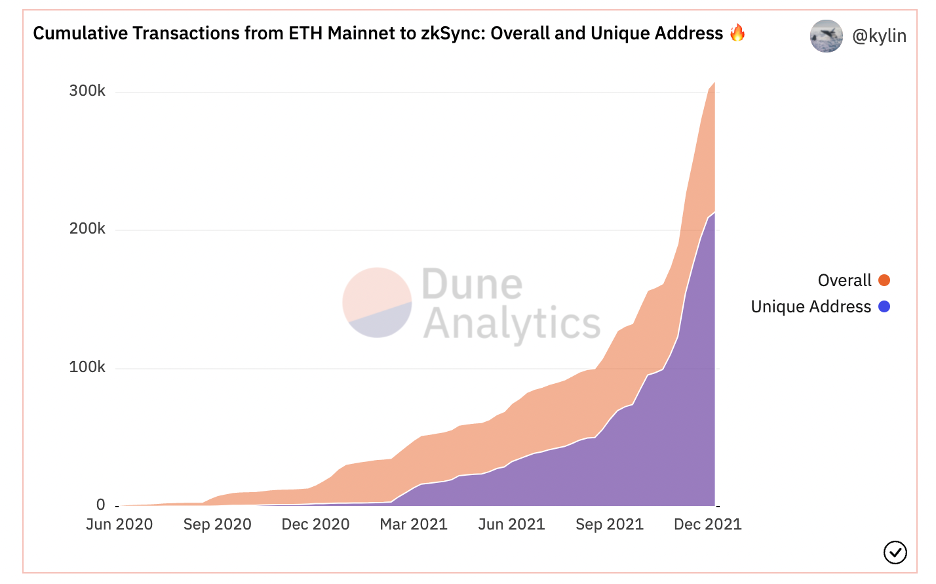 Cumulative Transactions from ETH Mainnet to zkSync: Overall and Unique Address 🔥
@kylin
300k
200k
100k
0
Dune
Analytics
Overall
Unique Address
Jun 2020 Sep 2020 Dec 2020 Mar 2021 Jun 2021 Sep 2021 Dec 2021